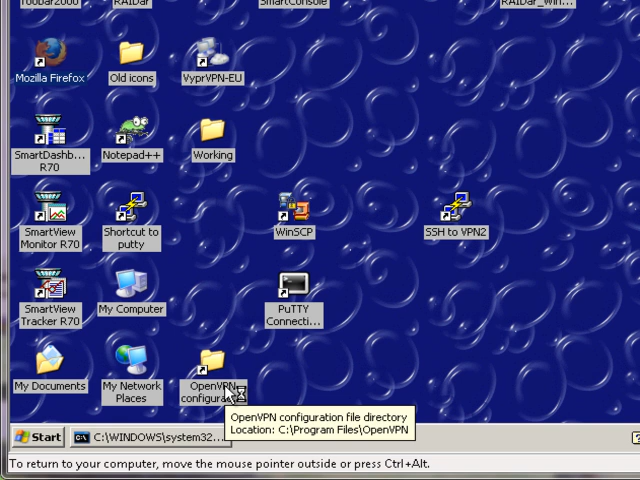 foobar2000
RAIDar
SmartConsole
RAIDar_Win...
Mozilla Firefox
Old icons
VyprVPN-EU
SmartDashb...
R70
Notepad++
Working
SmartView
Monitor R70
Shortcut to
putty
WinSCP
SSH to VPN2
SmartView
Tracker R70
My Computer
PuTTY
Connecti...
My Documents
My Network
Places
OpenVPN
configura
OpenVPN configuration file directory
Location: C:\Program Files\OpenVPN
Start
C:\WINDOWS\system32...
To return to your computer, move the mouse pointer outside or press Ctrl+Alt.